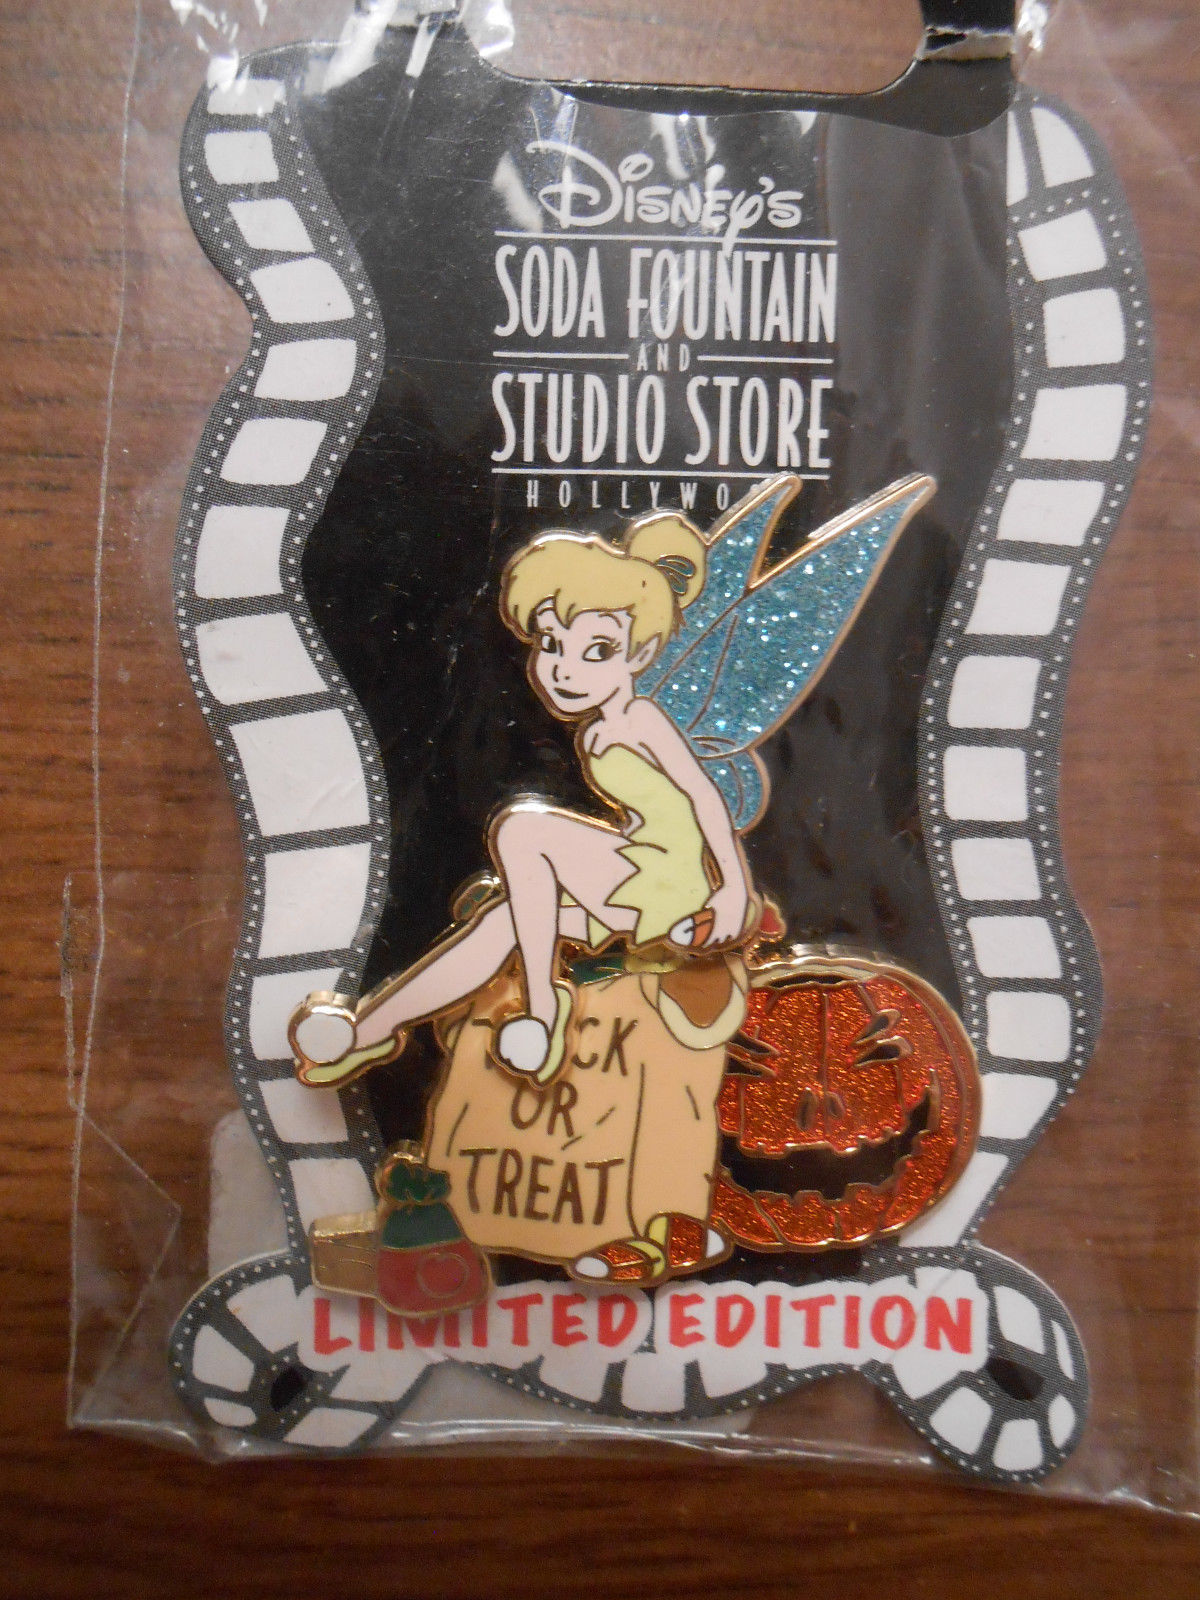 Disney's
SODA FOUNTAIN
AND
STUDIO STORE
OR
TREAT
LIMITED EDITION